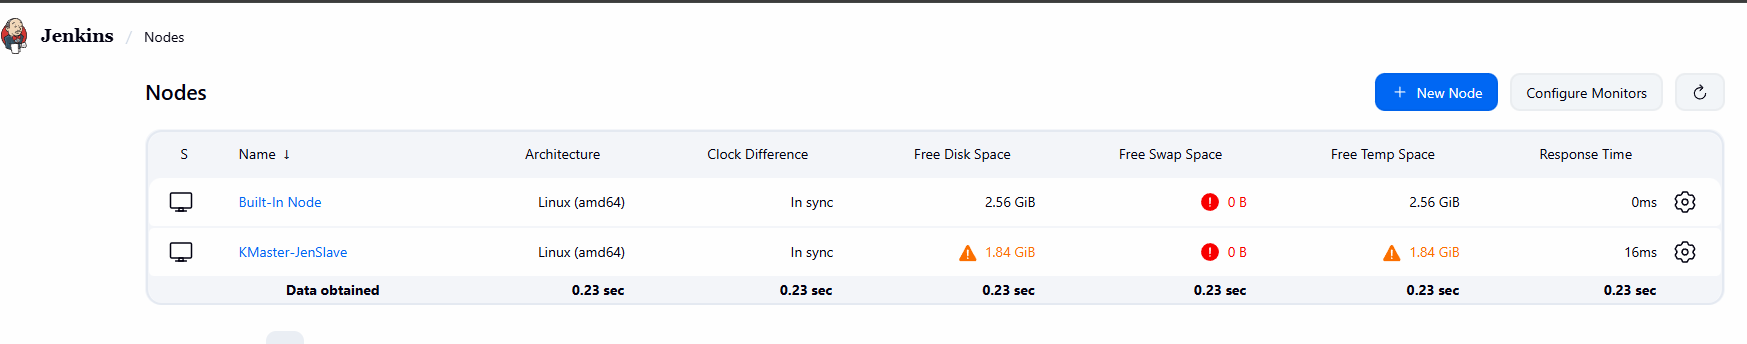 Jenkins / Nodes
Nodes
+ New Node Configure Monitors
S Name ↓ Architecture Clock Difference Free Disk Space Free Swap Space Free Temp Space Response Time
Built-In Node Linux (amd64) In sync 2.56 GiB 0 B 2.56 GiB 0ms
KMaster-JenSlave Linux (amd64) In sync 1.84 GiB 0 B 1.84 GiB 16ms
Data obtained 0.23 sec 0.23 sec 0.23 sec 0.23 sec 0.23 sec 0.23 sec